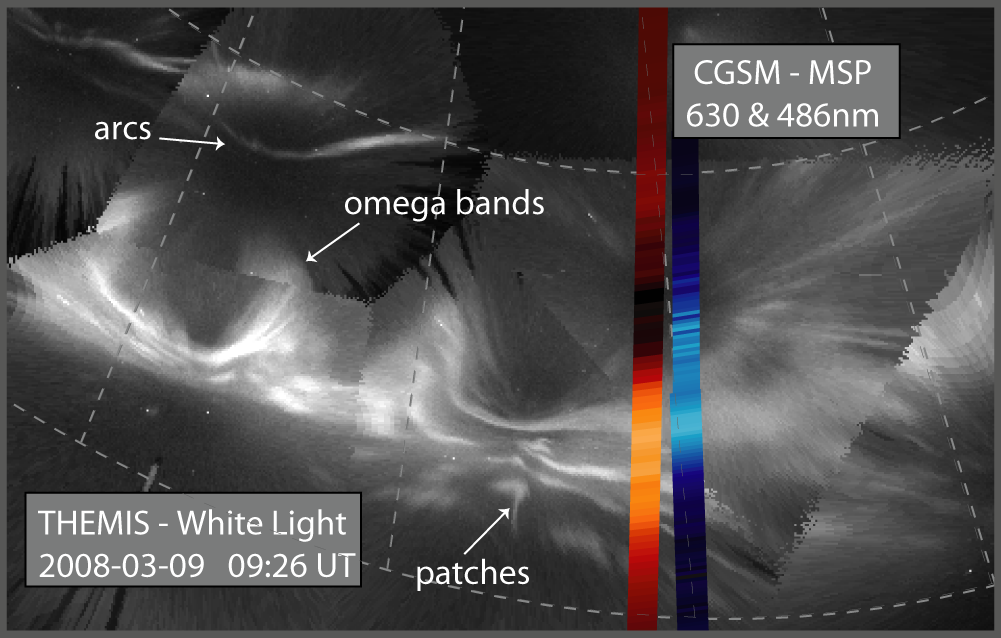 CGSM - MSP
630 & 486nm
arcs
omega bands
THEMIS - White Light
2008-03-09 09:26 UT
patches